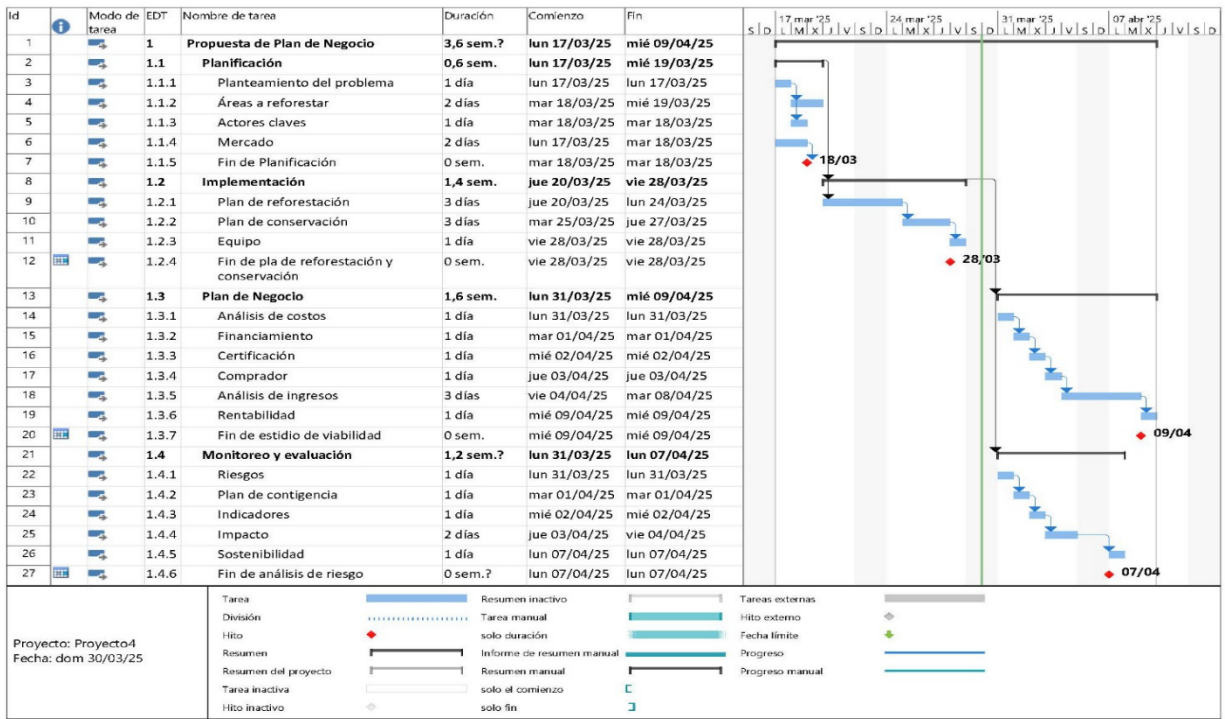 Id Modo de tarea EDT Nombre de tarea Duración Comienzo Fin 17 mar '25 24 mar '25 31 mar '25 07 abr '25
S D L M X J V S D L M X J V S D L M X J V S D L M X J V S D
1 1 Propuesta de Plan de Negocio 3,6 sem.? lun 17/03/25 mié 09/04/25
2 1.1 Planificación 0,6 sem. lun 17/03/25 mié 19/03/25
3 1.1.1 Planteamiento del problema 1 día lun 17/03/25 lun 17/03/25
4 1.1.2 Áreas a reforestar 2 días mar 18/03/25 mié 19/03/25
5 1.1.3 Actores claves 1 día mar 18/03/25 mar 18/03/25
6 1.1.4 Mercado 2 días lun 17/03/25 mar 18/03/25
7 1.1.5 Fin de Planificación 0 sem. mar 18/03/25 mar 18/03/25 18/03
8 1.2 Implementación 1,4 sem. jue 20/03/25 vie 28/03/25
9 1.2.1 Plan de reforestación 3 días jue 20/03/25 lun 24/03/25
10 1.2.2 Plan de conservación 3 días mar 25/03/25 jue 27/03/25
11 1.2.3 Equipo 1 día vie 28/03/25 vie 28/03/25
12 1.2.4 Fin de pla de reforestación y conservación 0 sem. vie 28/03/25 vie 28/03/25 28/03
13 1.3 Plan de Negocio 1,6 sem. lun 31/03/25 mié 09/04/25
14 1.3.1 Análisis de costos 1 día lun 31/03/25 lun 31/03/25
15 1.3.2 Financiamiento 1 día mar 01/04/25 mar 01/04/25
16 1.3.3 Certificación 1 día mié 02/04/25 mié 02/04/25
17 1.3.4 Comprador 1 día jue 03/04/25 jue 03/04/25
18 1.3.5 Análisis de ingresos 3 días vie 04/04/25 mar 08/04/25
19 1.3.6 Rentabilidad 1 día mié 09/04/25 mié 09/04/25
20 1.3.7 Fin de estidio de viabilidad 0 sem. mié 09/04/25 mié 09/04/25 09/04
21 1.4 Monitoreo y evaluación 1,2 sem.? lun 31/03/25 lun 07/04/25
22 1.4.1 Riesgos 1 día lun 31/03/25 lun 31/03/25
23 1.4.2 Plan de contigencia 1 día mar 01/04/25 mar 01/04/25
24 1.4.3 Indicadores 1 día mié 02/04/25 mié 02/04/25
25 1.4.4 Impacto 2 días jue 03/04/25 vie 04/04/25
26 1.4.5 Sostenibilidad 1 día lun 07/04/25 lun 07/04/25
27 1.4.6 Fin de análisis de riesgo 0 sem.? lun 07/04/25 lun 07/04/25 07/04
Proyecto: Proyecto4
Fecha: dom 30/03/25
Tarea Resumen inactivo Tareas externas
División Tarea manual Hito externo
Hito solo duración Fecha límite
Resumen Informe de resumen manual Progreso
Resumen del proyecto Resumen manual Progreso manual
Tarea inactiva solo el comienzo
Hito inactivo solo fin